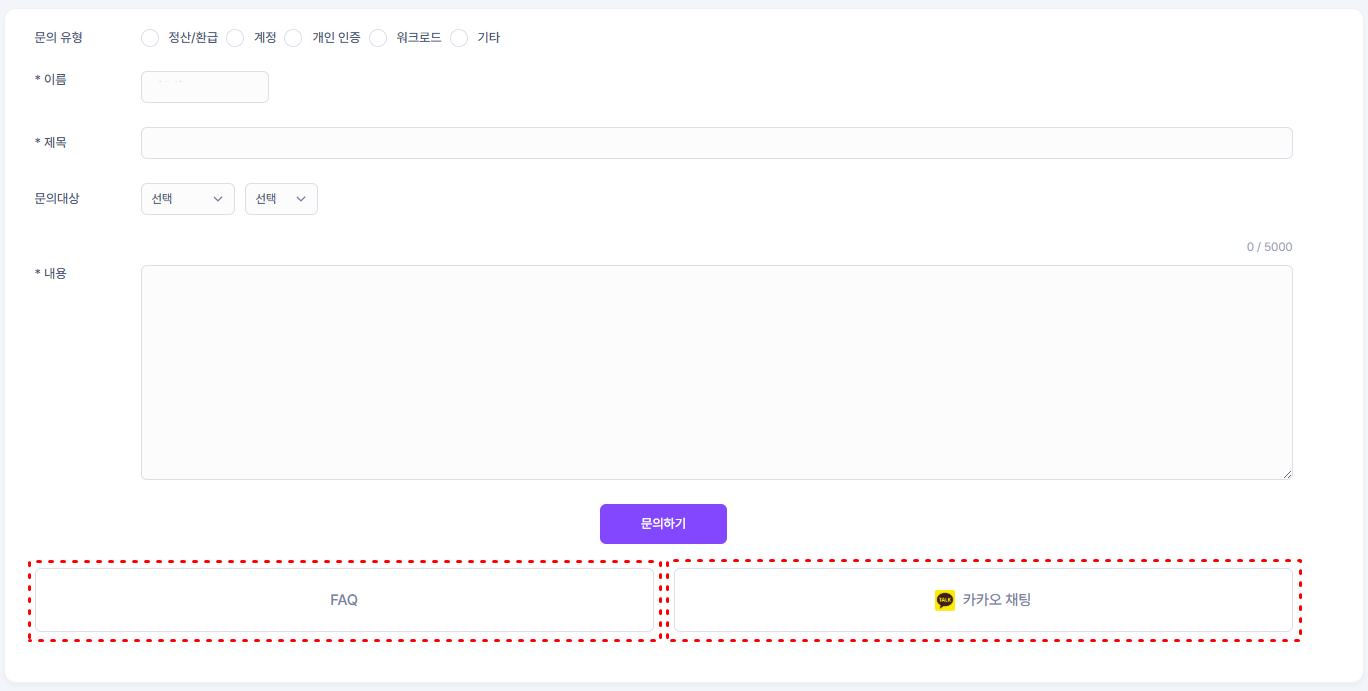 문의 유형 정산/환급 계정 개인 인증 워크로드 기타
* 이름
* 제목
문의대상 선택 선택
0 / 5000
* 내용
문의하기
FAQ TALK 카카오 채팅